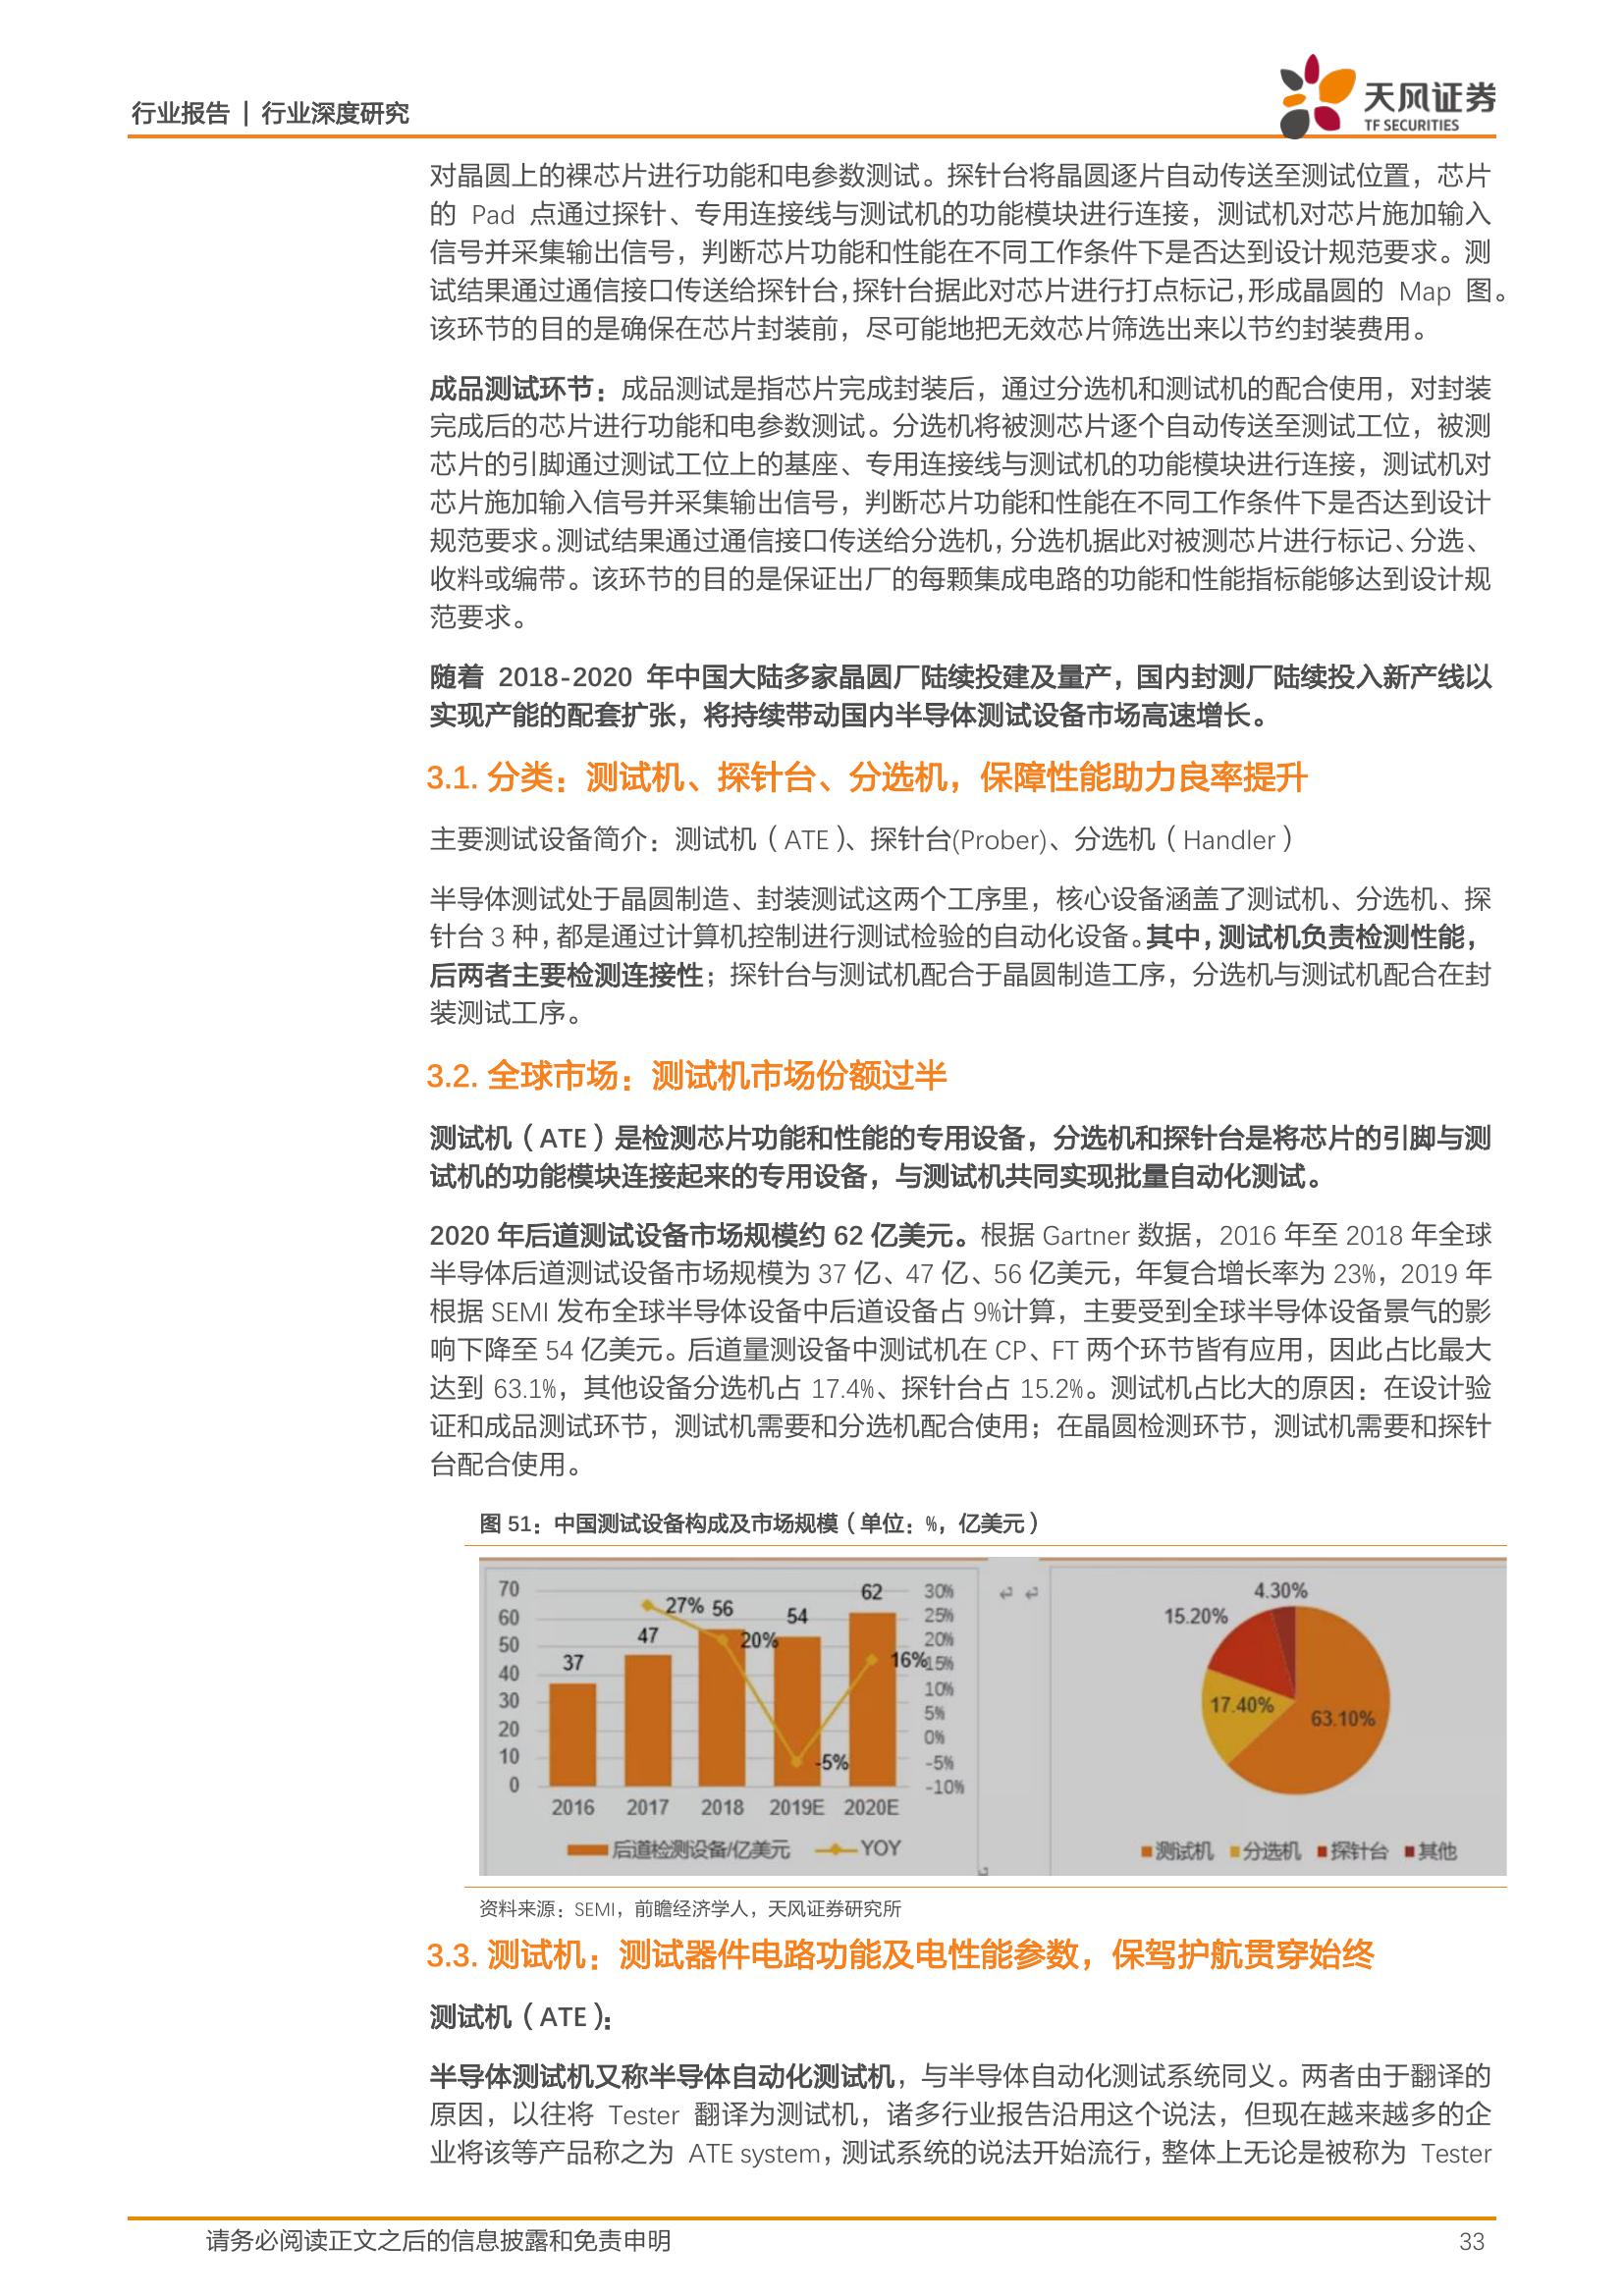 行业报告 | 行业深度研究
天风证券
TF SECURITIES
对晶圆上的裸芯片进行功能和电参数测试。探针台将晶圆逐片自动传送至测试位置，芯片
的 Pad 点通过探针、专用连接线与测试机的功能模块进行连接，测试机对芯片施加输入
信号并采集输出信号，判断芯片功能和性能在不同工作条件下是否达到设计规范要求。测
试结果通过通信接口传送给探针台，探针台据此对芯片进行打点标记，形成晶圆的 Map 图。
该环节的目的是确保在芯片封装前，尽可能地把无效芯片筛选出来以节约封装费用。
成品测试环节：成品测试是指芯片完成封装后，通过分选机和测试机的配合使用，对封装
完成后的芯片进行功能和电参数测试。分选机将被测芯片逐个自动传送至测试工位，被测
芯片的引脚通过测试工位上的基座、专用连接线与测试机的功能模块进行连接，测试机对
芯片施加输入信号并采集输出信号，判断芯片功能和性能在不同工作条件下是否达到设计
规范要求。测试结果通过通信接口传送给分选机，分选机据此对被测芯片进行标记、分选、
收料或编带。该环节的目的是保证出厂的每颗集成电路的功能和性能指标能够达到设计规
范要求。
随着 2018-2020 年中国大陆多家晶圆厂陆续投建及量产，国内封测厂陆续投入新产线以
实现产能的配套扩张，将持续带动国内半导体测试设备市场高速增长。
3.1. 分类：测试机、探针台、分选机，保障性能助力良率提升
主要测试设备简介：测试机（ATE）、探针台(Prober)、分选机（Handler）
半导体测试处于晶圆制造、封装测试这两个工序里，核心设备涵盖了测试机、分选机、探
针台 3 种，都是通过计算机控制进行测试检验的自动化设备。其中，测试机负责检测性能，
后两者主要检测连接性；探针台与测试机配合于晶圆制造工序，分选机与测试机配合在封
装测试工序。
3.2. 全球市场：测试机市场份额过半
测试机（ATE）是检测芯片功能和性能的专用设备，分选机和探针台是将芯片的引脚与测
试机的功能模块连接起来的专用设备，与测试机共同实现批量自动化测试。
2020 年后道测试设备市场规模约 62 亿美元。根据 Gartner 数据，2016 年至 2018 年全球
半导体后道测试设备市场规模为 37 亿、47 亿、56 亿美元，年复合增长率为 23%，2019 年
根据 SEMI 发布全球半导体设备中后道设备占 9%计算，主要受到全球半导体设备景气的影
响下降至 54 亿美元。后道量测设备中测试机在 CP、FT 两个环节皆有应用，因此占比最大
达到 63.1%，其他设备分选机占 17.4%、探针台占 15.2%。测试机占比大的原因：在设计验
证和成品测试环节，测试机需要和分选机配合使用；在晶圆检测环节，测试机需要和探针
台配合使用。
图 51：中国测试设备构成及市场规模（单位：%，亿美元）
70
60
50
40
30
20
10
0
37
47
56
54
62
27%
20%
-5%
16%
30%
25%
20%
15%
10%
5%
0%
-5%
-10%
2016 2017 2018 2019E 2020E
后道检测设备/亿美元 YOY
4.30%
15.20%
17.40%
63.10%
测试机 分选机 探针台 其他
资料来源：SEMI，前瞻经济学人，天风证券研究所
3.3. 测试机：测试器件电路功能及电性能参数，保驾护航贯穿始终
测试机（ATE）：
半导体测试机又称半导体自动化测试机，与半导体自动化测试系统同义。两者由于翻译的
原因，以往将 Tester 翻译为测试机，诸多行业报告沿用这个说法，但现在越来越多的企
业将该等产品称之为 ATE system，测试系统的说法开始流行，整体上无论是被称为 Tester
请务必阅读正文之后的信息披露和免责申明
33